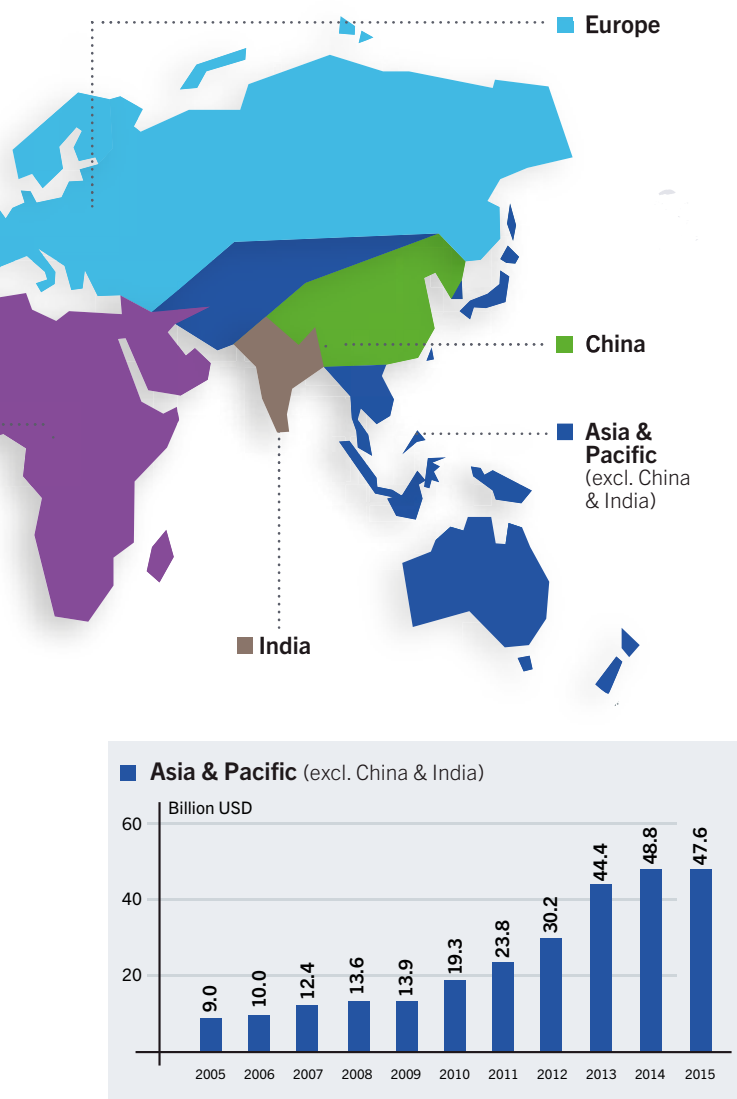 Europe
China
Asia &
Pacific
(excl. China
& India)
India
Asia & Pacific (excl. China & India)
Billion USD
60
40
20
9.0
10.0
12.4
13.6
13.9
19.3
23.8
30.2
44.4
48.8
47.6
2005 2006 2007 2008 2009 2010 2011 2012 2013 2014 2015